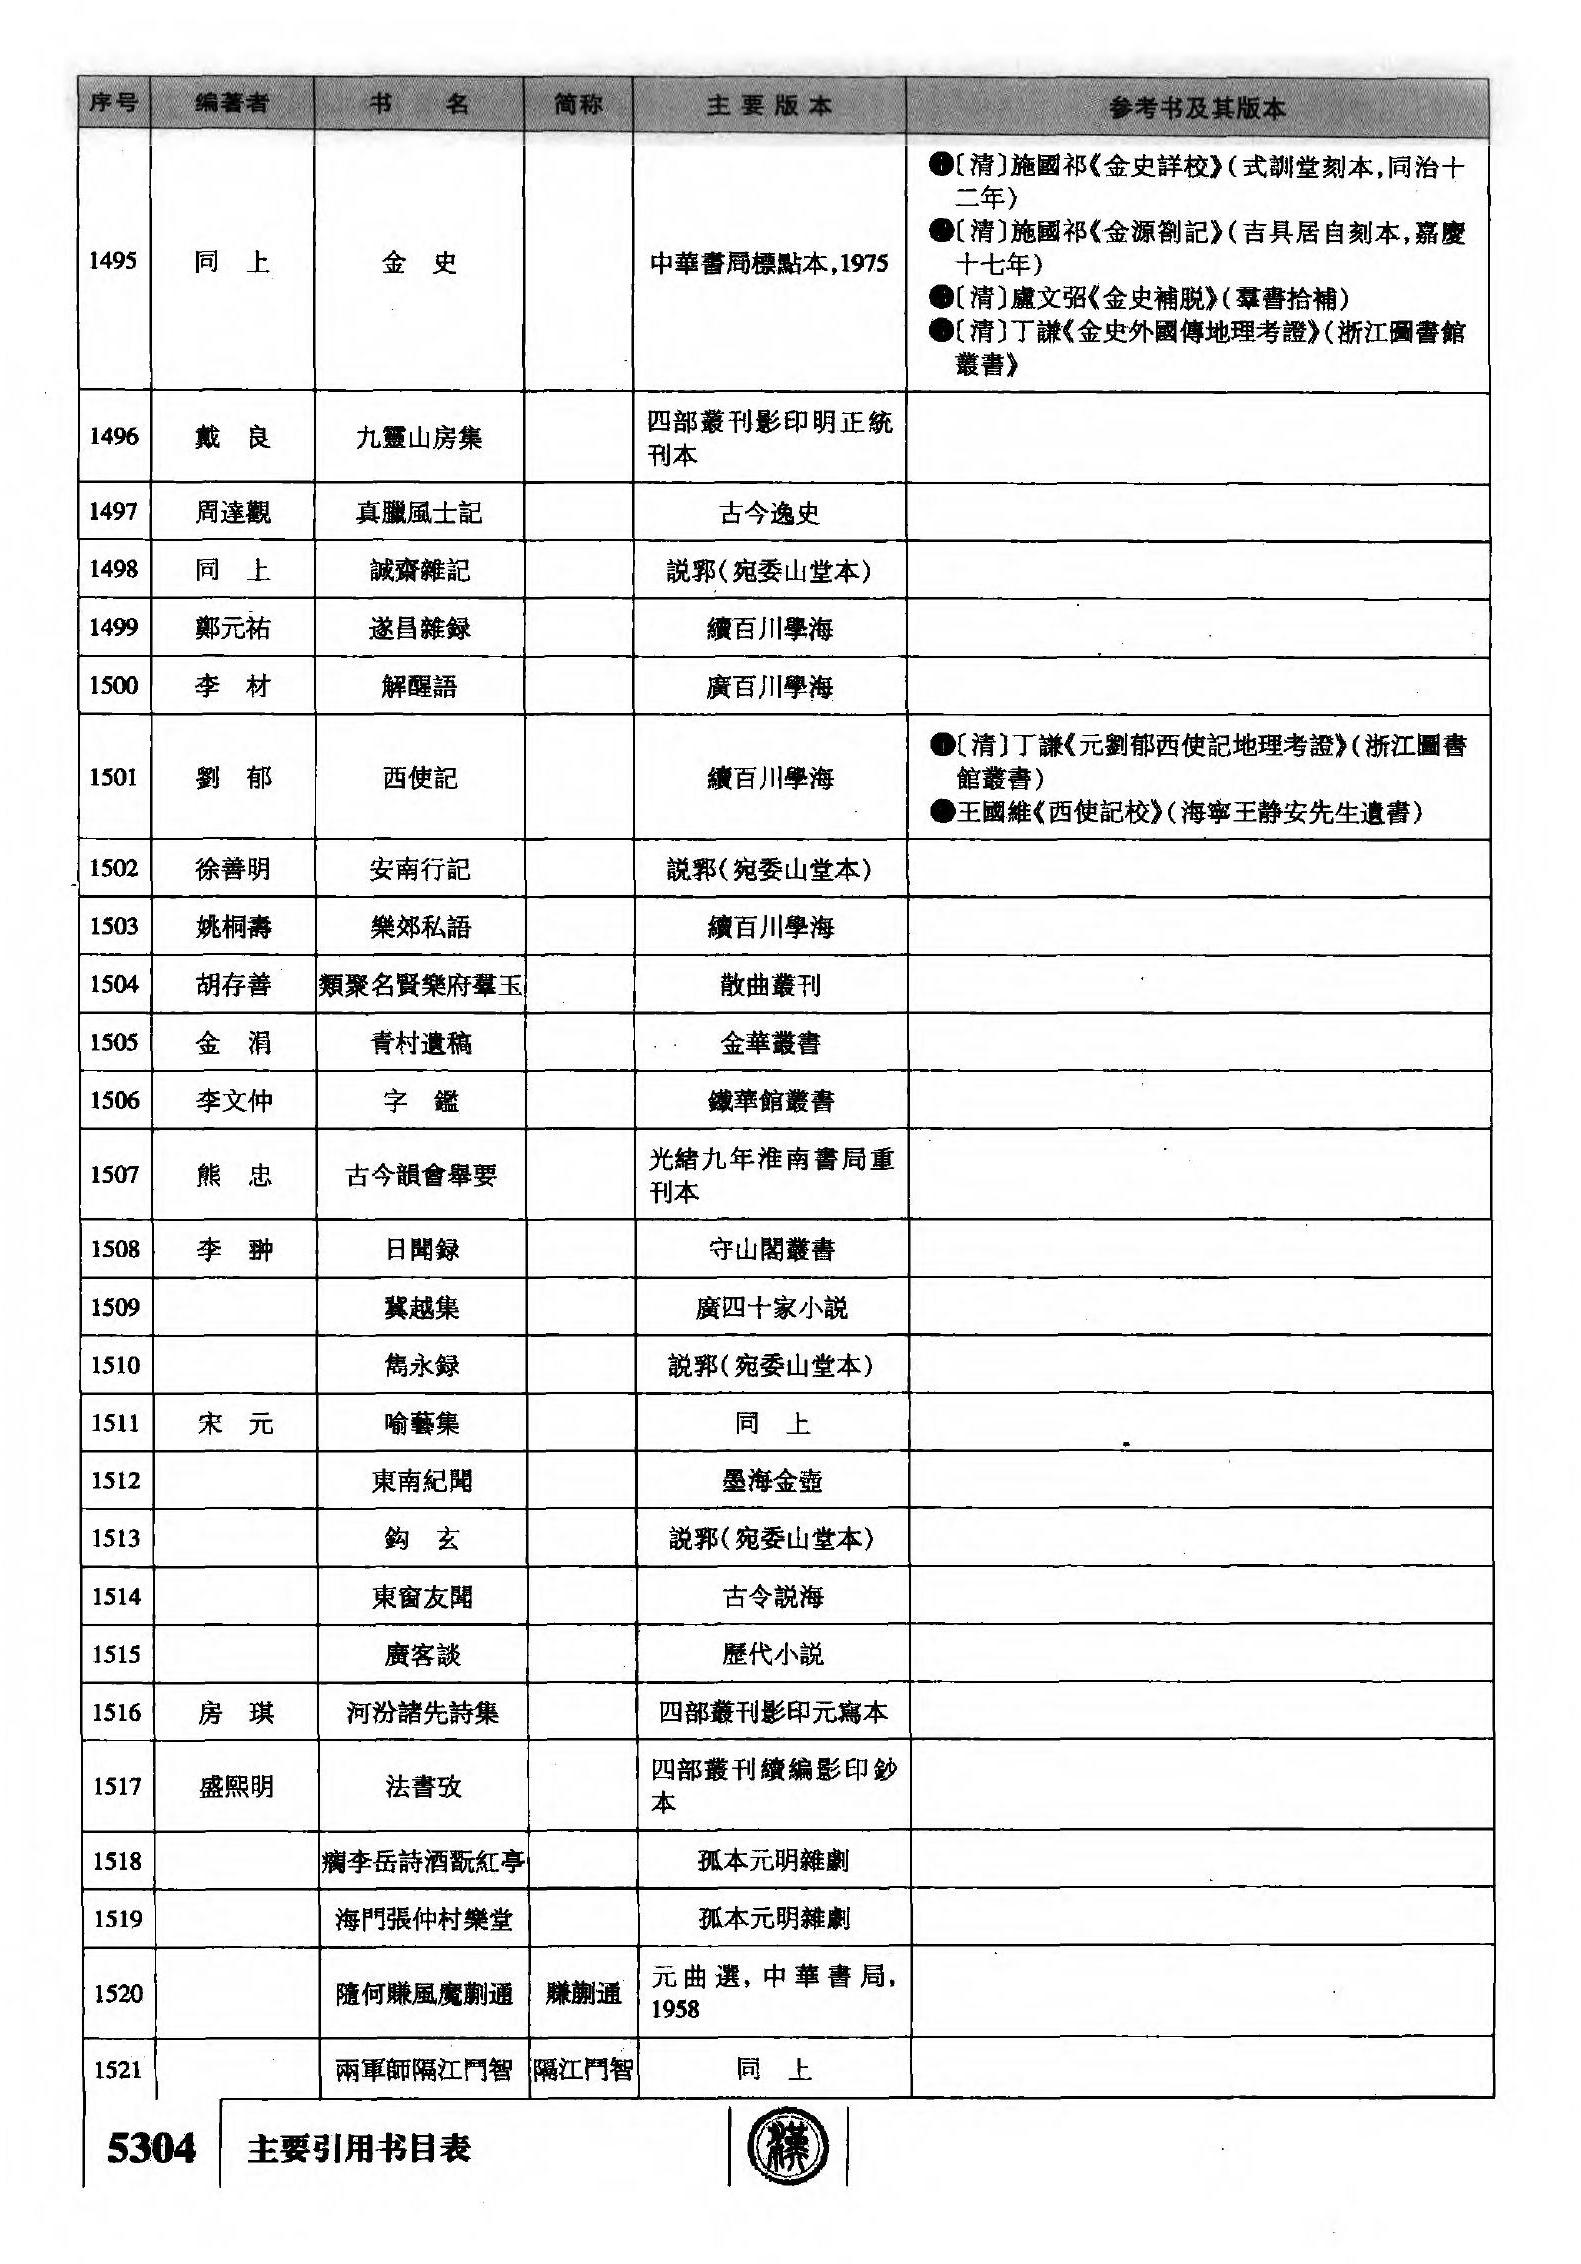 序号 编著者 书 名 简称 主要版本 参考书及其版本
1495 同 上 金 史 中華書局標點本,1975
❶〔清〕施國祁《金史詳校》(式訓堂刻本,同治十
二年)
●〔清〕施國祁《金源劄記》(吉具居自刻本,嘉慶
十七年)
●〔清〕盧文弨《金史補脱》(羣書拾補)
●〔清〕丁謙《金史外國傳地理考證》(浙江圖書館
叢書》
1496 戴 良 九靈山房集 四部叢刊影印明正統
刊本
1497 周達觀 真臘風士記 古今逸史
1498 同 上 誠齋雜記 説郛(宛委山堂本)
1499 鄭元祐 遂昌雜録 續百川學海
1500 李 材 解酲語 廣百川學海
1501 劉 郁 西使記 續百川學海
❶〔清〕丁謙《元劉郁西使記地理考證》(浙江圖書
館叢書)
●王國維《西使記校》(海寧王静安先生遺書)
1502 徐善明 安南行記 説郛(宛委山堂本)
1503 姚桐壽 樂郊私語 續百川學海
1504 胡存善 類聚名賢樂府羣玉 散曲叢刊
1505 金 涓 青村遺稿 金華叢書
1506 李文仲 字 鑑 鐵華館叢書
1507 熊 忠 古今韻會舉要 光緒九年淮南書局重
刊本
1508 李 翀 日聞録 守山閣叢書
1509 冀越集 廣四十家小説
1510 雋永録 説郛(宛委山堂本)
1511 宋 元 喻藝集 同 上
1512 東南紀聞 墨海金壺
1513 鈎 玄 説郛(宛委山堂本)
1514 東窗友聞 古令説海
1515 廣客談 歷代小説
1516 房 琪 河汾諸先詩集 四部叢刊影印元寫本
1517 盛熙明 法書攷 四部叢刊續編影印鈔
本
1518 瘸李岳詩酒翫紅亭 孤本元明雜劇
1519 海門張仲村樂堂 孤本元明雜劇
1520 隨何賺風魔蒯通 賺蒯通 元曲選,中華書局,
1958
1521 兩軍師隔江鬥智 隔江鬥智 同 上
5304 主要引用书目表 漢